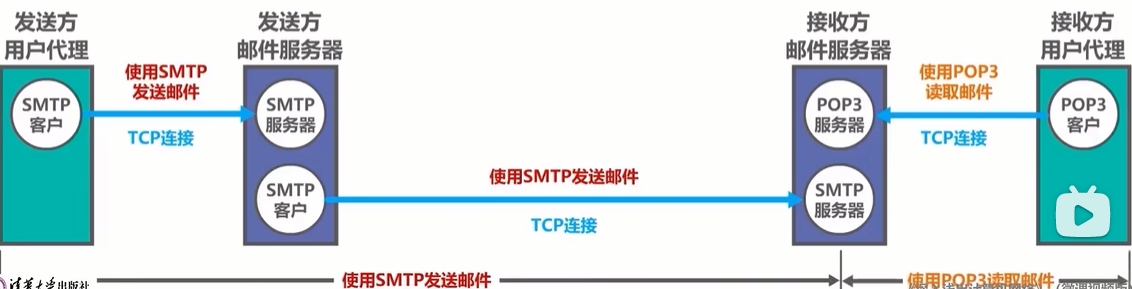 发送方
用户代理
发送方
邮件服务器
接收方
邮件服务器
接收方
用户代理
SMTP
客户
使用SMTP
发送邮件
TCP连接
SMTP
服务器
SMTP
客户
使用SMTP发送邮件
TCP连接
POP3
服务器
SMTP
服务器
使用POP3
读取邮件
TCP连接
POP3
客户
使用SMTP发送邮件
使用POP3读取邮件
清华大学出版社